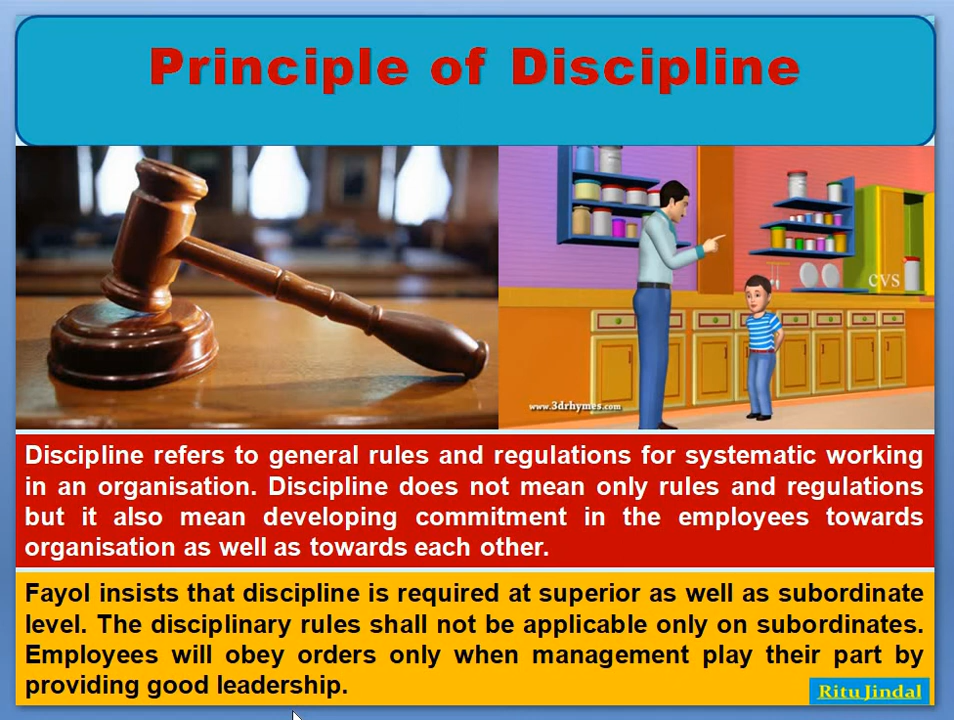 Principle of Discipline
cvs
www.3drhymes.com
Discipline refers to general rules and regulations for systematic working
in an organisation. Discipline does not mean only rules and regulations
but it also mean developing commitment in the employees towards
organisation as well as towards each other.
Fayol insists that discipline is required at superior as well as subordinate
level. The disciplinary rules shall not be applicable only on subordinates.
Employees will obey orders only when management play their part by
providing good leadership.
Ritu Jindal